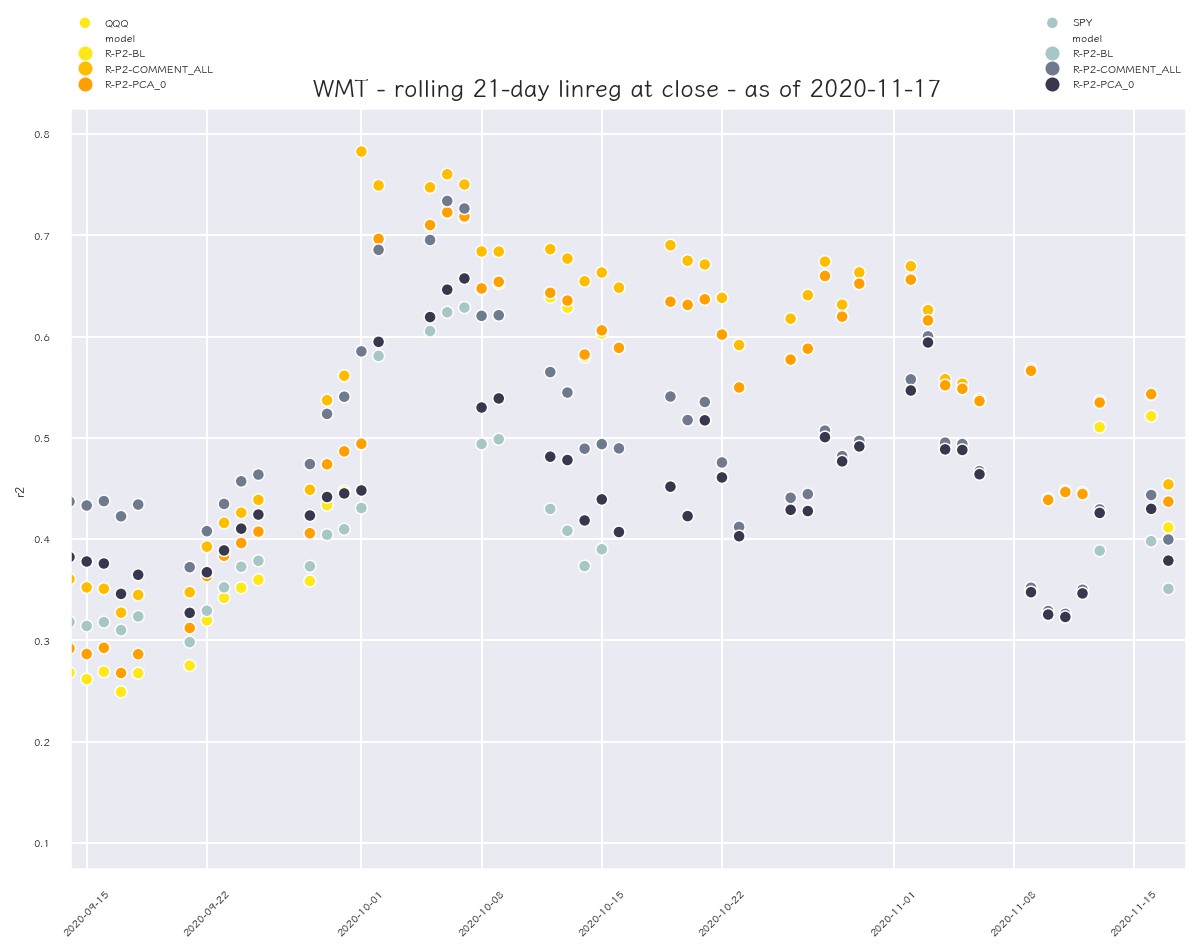 QQQ
model
R-P2-BL
R-P2-COMMENT_ALL
R-P2-PCA_0
SPY
model
R-P2-BL
R-P2-COMMENT_ALL
R-P2-PCA_0
WMT - rolling 21-day linreg at close - as of 2020-11-17
0.8
0.7
0.6
0.5
0.4
0.3
0.2
0.1
r2
2020-09-15
2020-09-22
2020-10-01
2020-10-08
2020-10-15
2020-10-22
2020-11-01
2020-11-08
2020-11-15